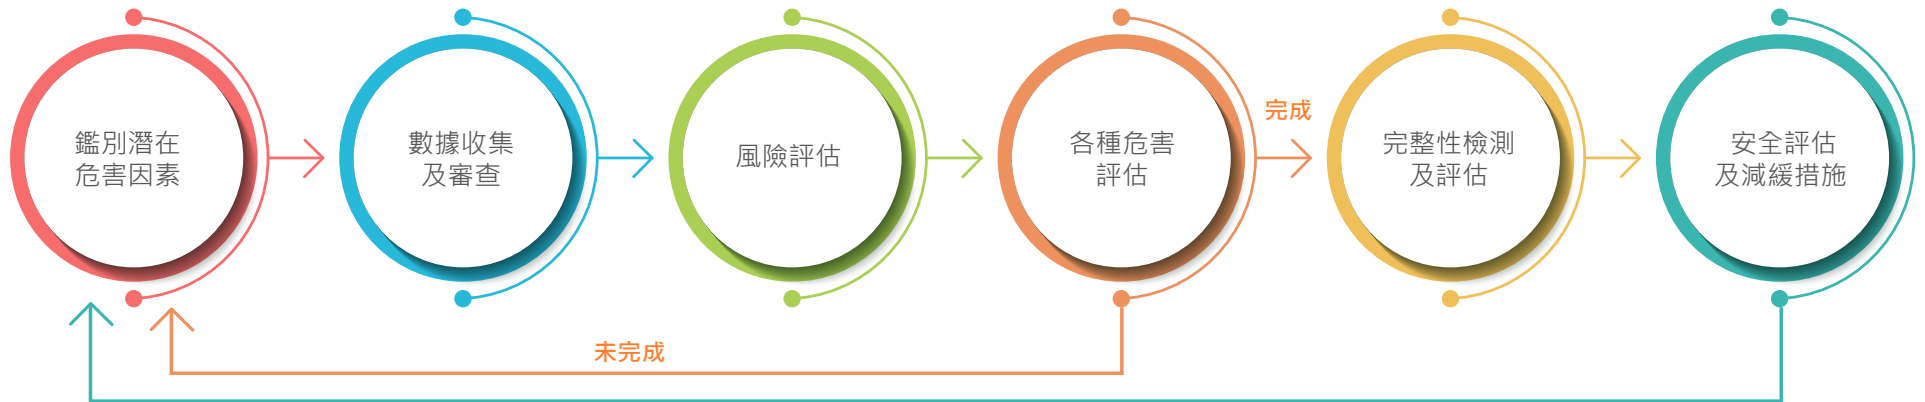 鑑別潛在
危害因素
數據收集
及審查
風險評估
各種危害
評估
完成
完整性檢測
及評估
安全評估
及減緩措施
未完成